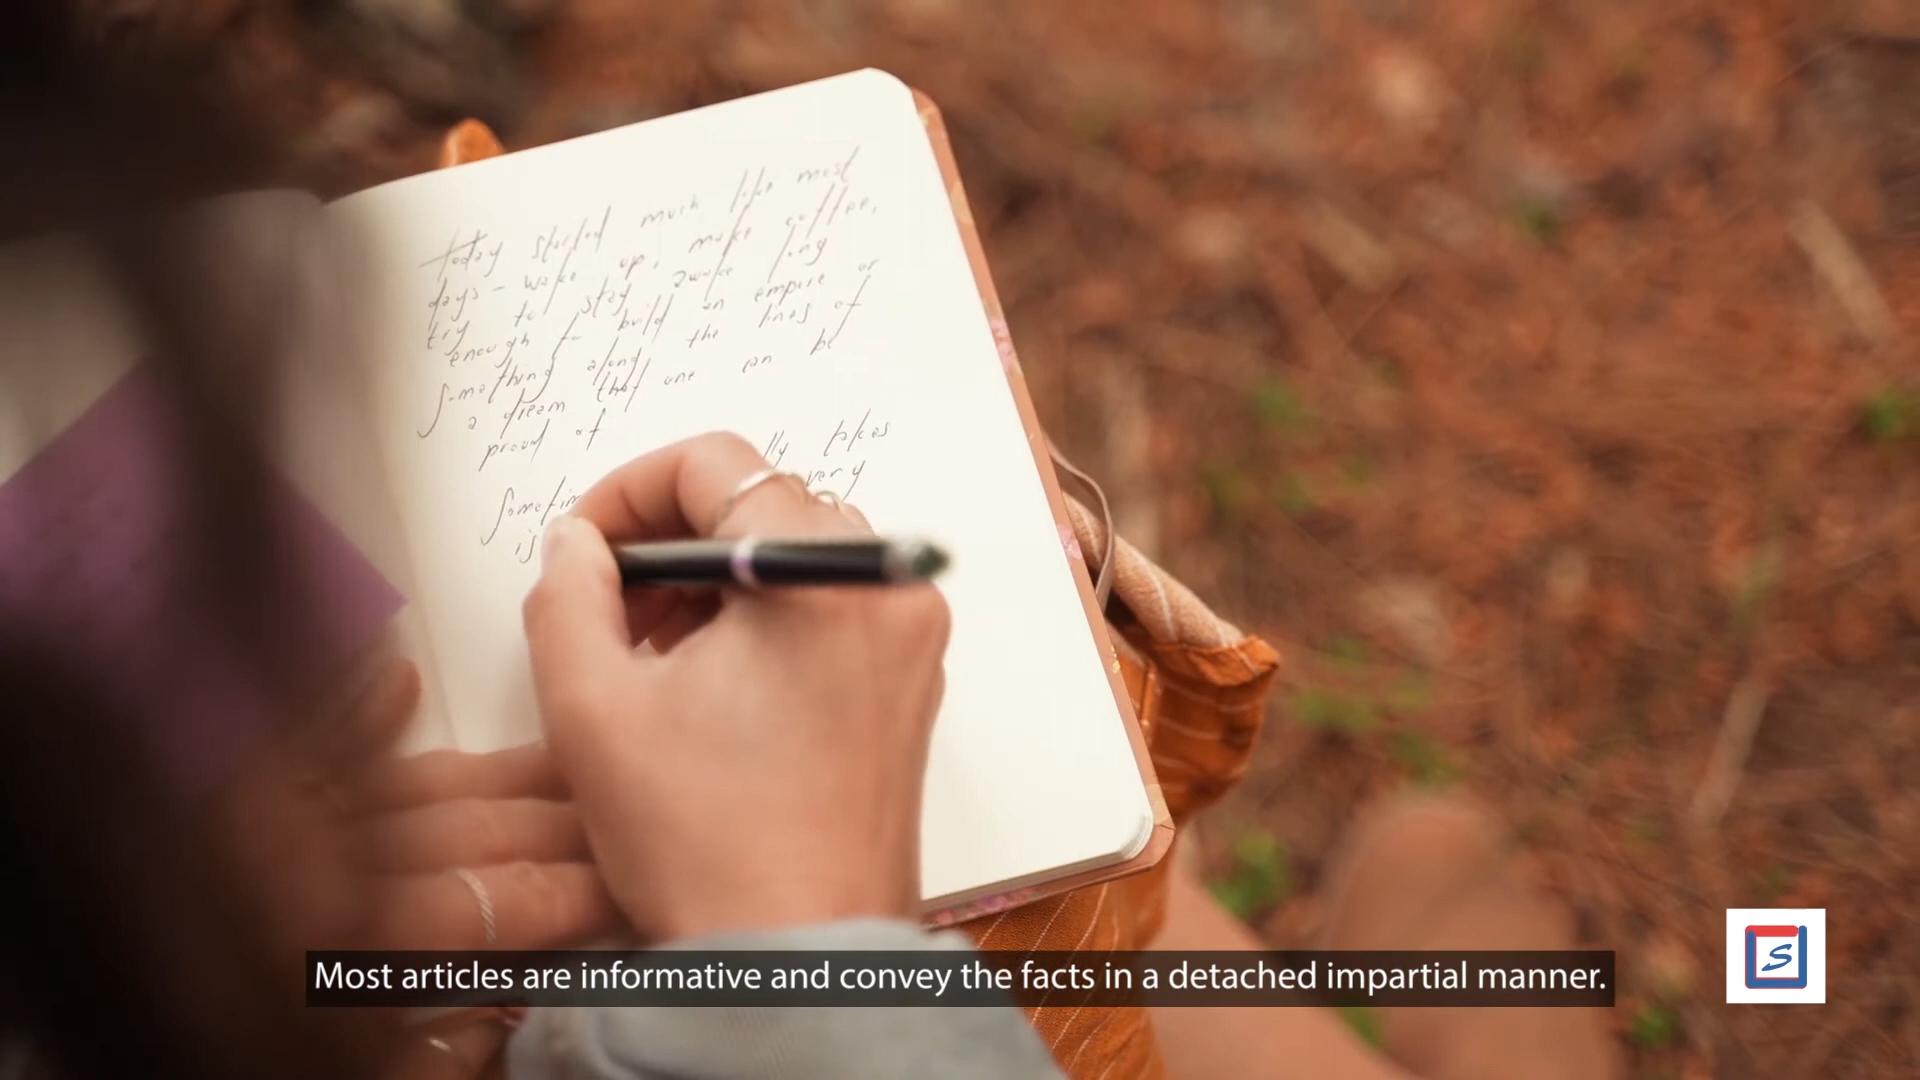 today started much like most
days - wake up, make coffee,
try to stay awake long
enough to build an empire or
something along the lines of
a dream that one can be
proud of
lly takes
is very
Most articles are informative and convey the facts in a detached impartial manner.
S